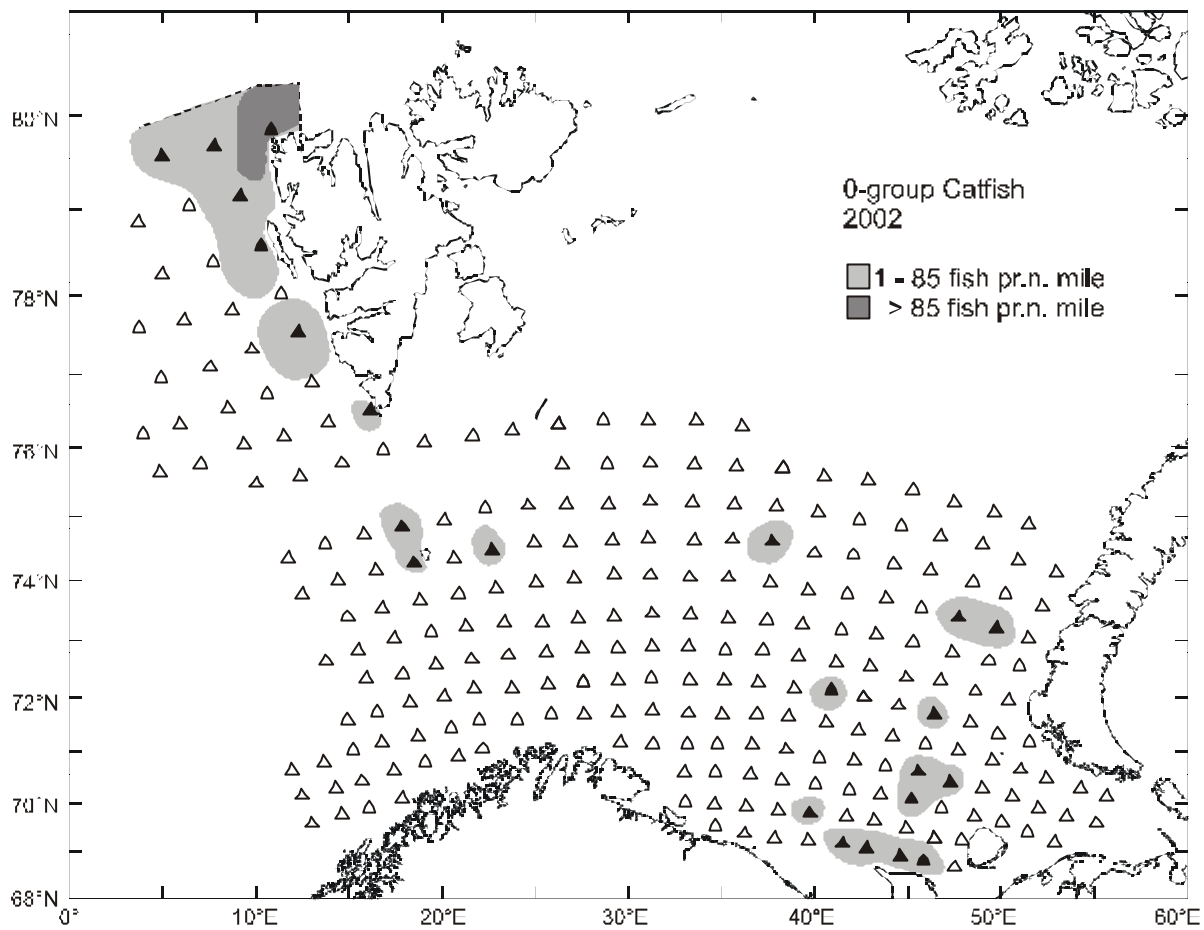 80°N
0-group Catfish
2002
1 - 85 fish pr.n. mile
78°N
> 85 fish pr.n. mile
76°N
74°N
72°N
70°N
68°N
0° 10°E 20°E 30°E 40°E 50°E 60°E